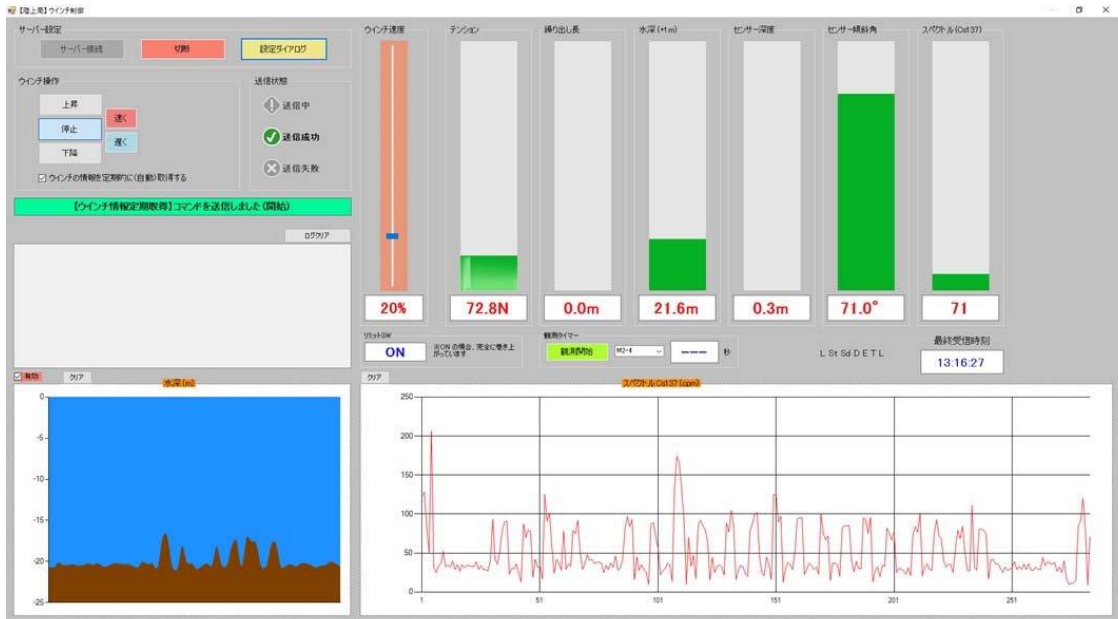 【陸上局】ウインチ制御
サーバー設定
サーバー接続
切断
設定ダイアログ
ウインチ操作
上昇
停止
下降
速く
遅く
☑ ウインチの情報を定期的に(自動)取得する
送信状態
送信中
送信成功
送信失敗
【ウインチ情報定期取得】コマンドを送信しました(開始)
ログクリア
ウインチ速度
20%
テンション
72.8N
繰り出し長
0.0m
水深(+1m)
21.6m
センサー深度
0.3m
センサー傾斜角
71.0°
スペクトル(Cs137)
71
リミットSW
ON
※ONの場合、完全に巻き上
がっています
観測タイマー
観測開始
M2-4
---
秒
L St Sd D E T L
最終受信時刻
13:16:27
☑ 有効
クリア
水深(m)
0
-5
-10
-15
-20
-25
クリア
スペクトル Cs137 (cpm)
250
200
150
100
50
0
1
51
101
151
201
251